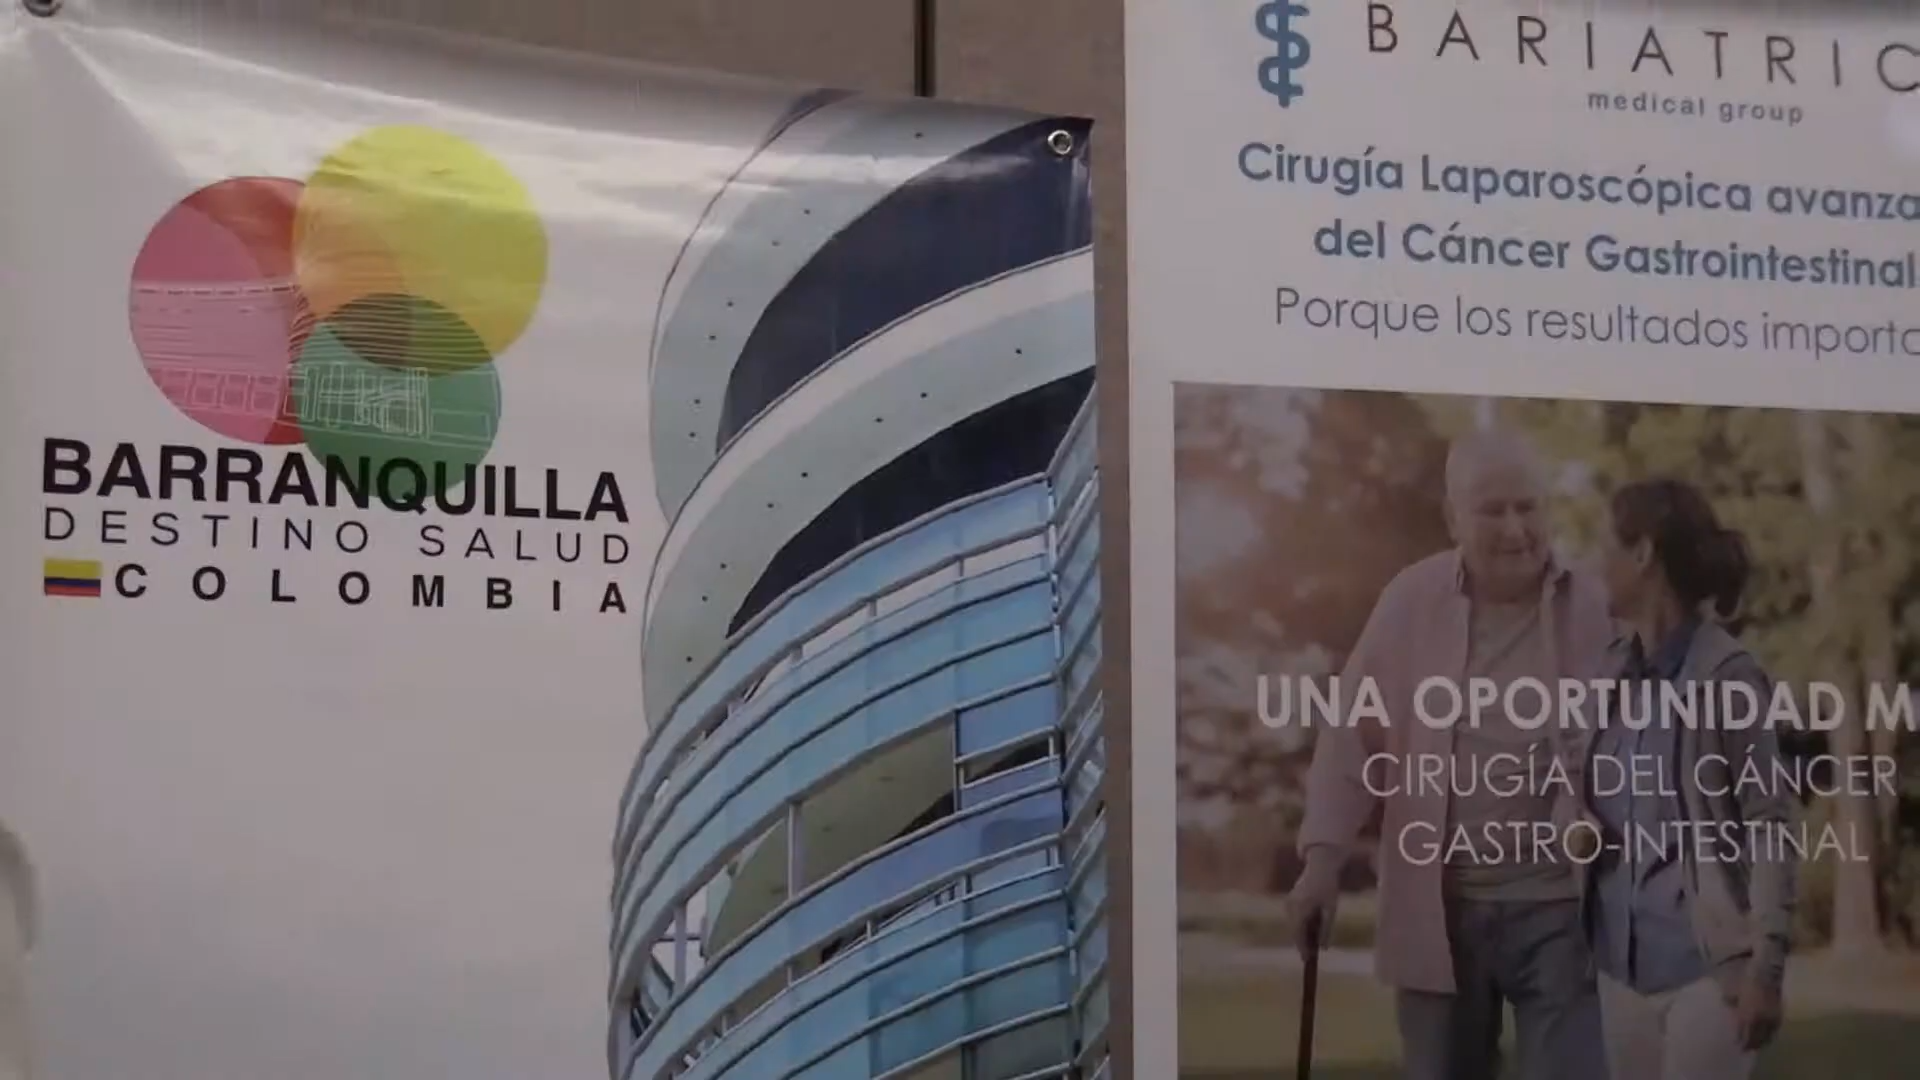 BARRANQUILLA
DESTINO SALUD
COLOMBIA
BARIATRIC
medical group
Cirugía Laparoscópica avanza
del Cáncer Gastrointestinal
Porque los resultados importa
UNA OPORTUNIDAD M
CIRUGÍA DEL CÁNCER
GASTRO-INTESTINAL